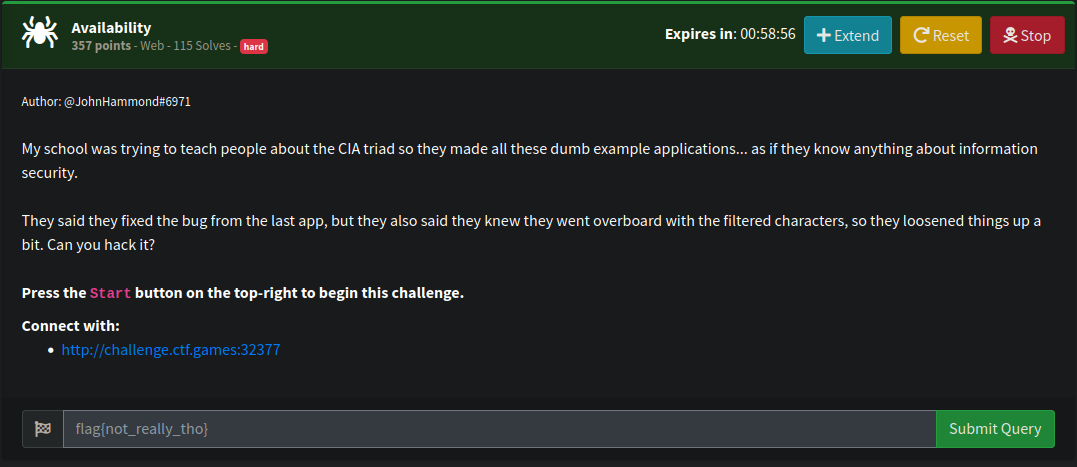 Availability
357 points - Web - 115 Solves - hard
Expires in: 00:58:56
Extend
Reset
Stop
Author: @JohnHammond#6971
My school was trying to teach people about the CIA triad so they made all these dumb example applications... as if they know anything about information
security.
They said they fixed the bug from the last app, but they also said they knew they went overboard with the filtered characters, so they loosened things up a
bit. Can you hack it?
Press the Start button on the top-right to begin this challenge.
Connect with:
http://challenge.ctf.games:32377
flag{not_really_tho}
Submit Query